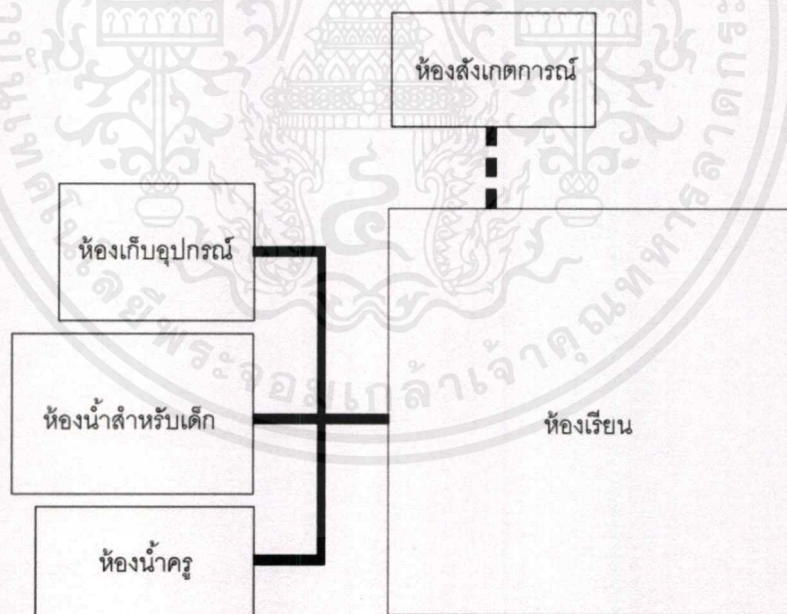 ห้องสังเกตการณ์
ห้องเก็บอุปกรณ์
ห้องน้ำสำหรับเด็ก
ห้องเรียน
ห้องน้ำครู